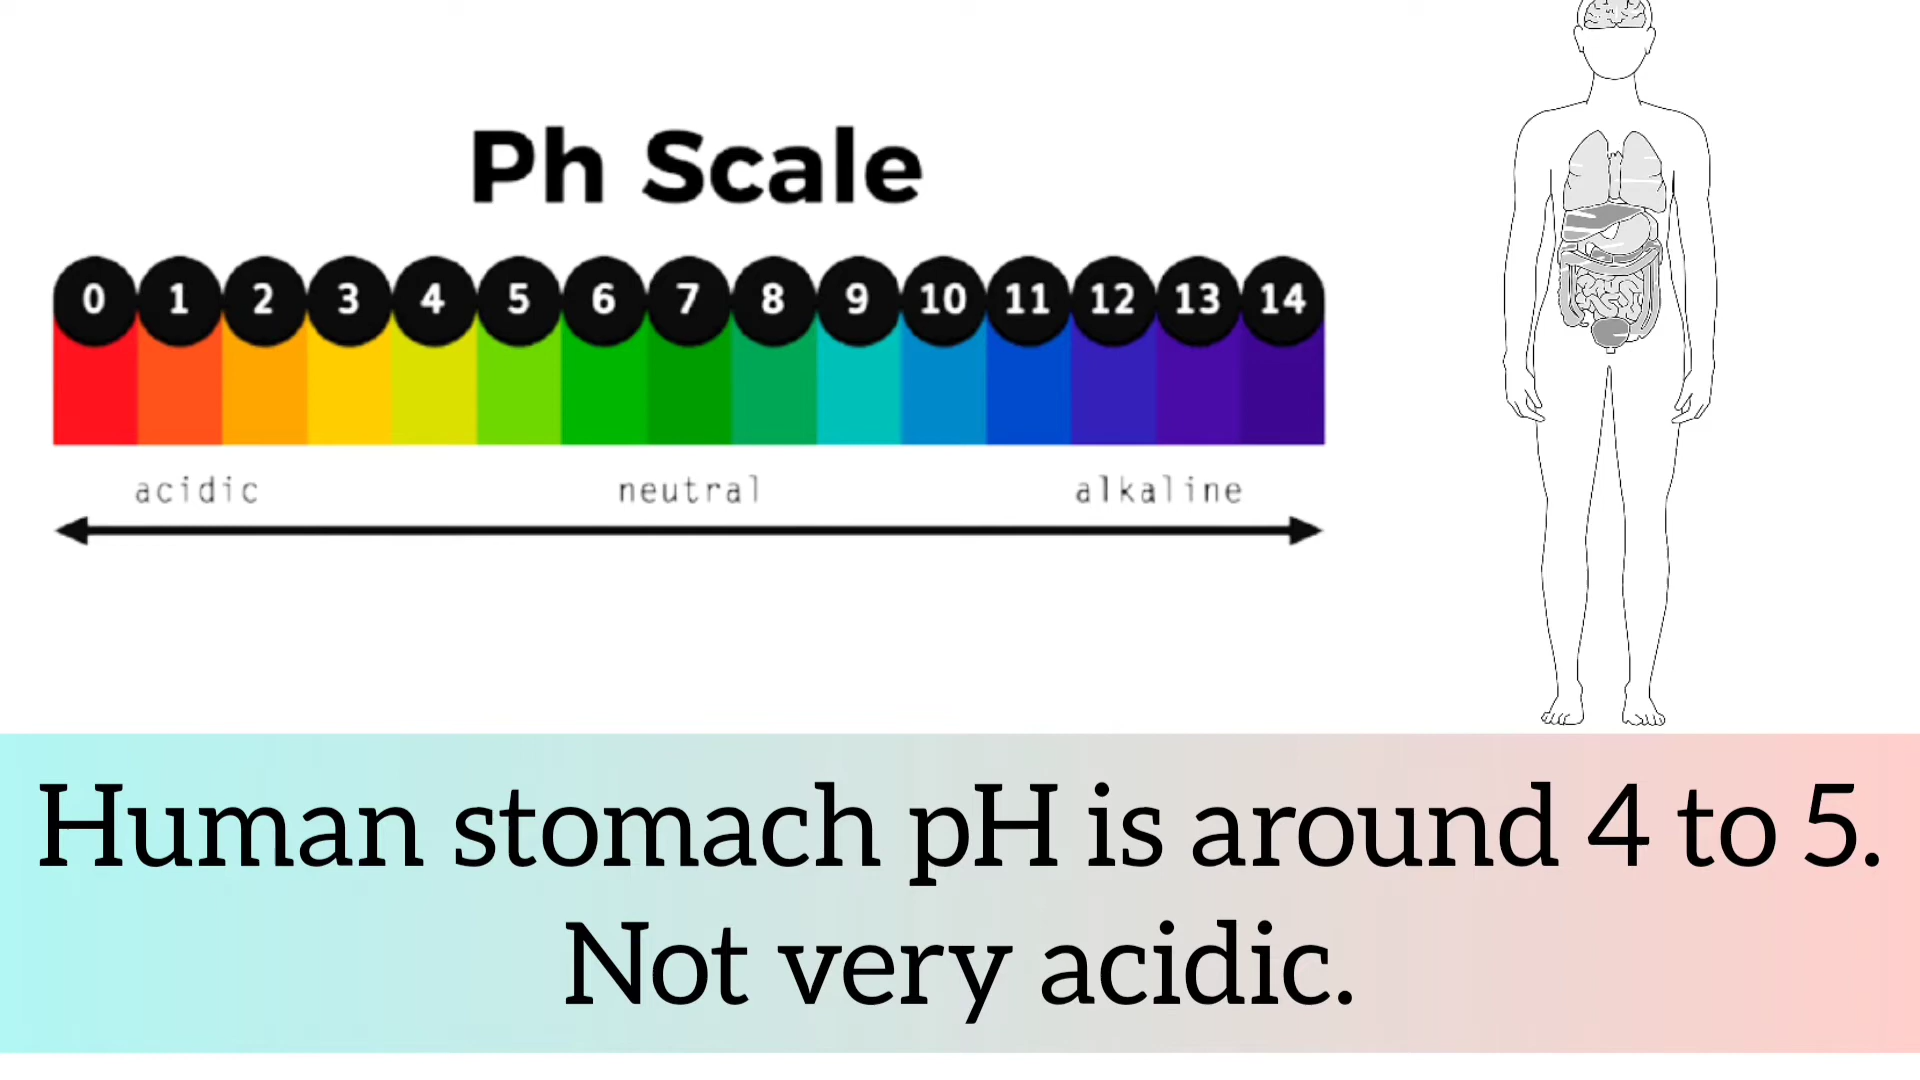 Ph Scale
0 1 2 3 4 5 6 7 8 9 10 11 12 13 14
acidic neutral alkaline
Human stomach pH is around 4 to 5.
Not very acidic.